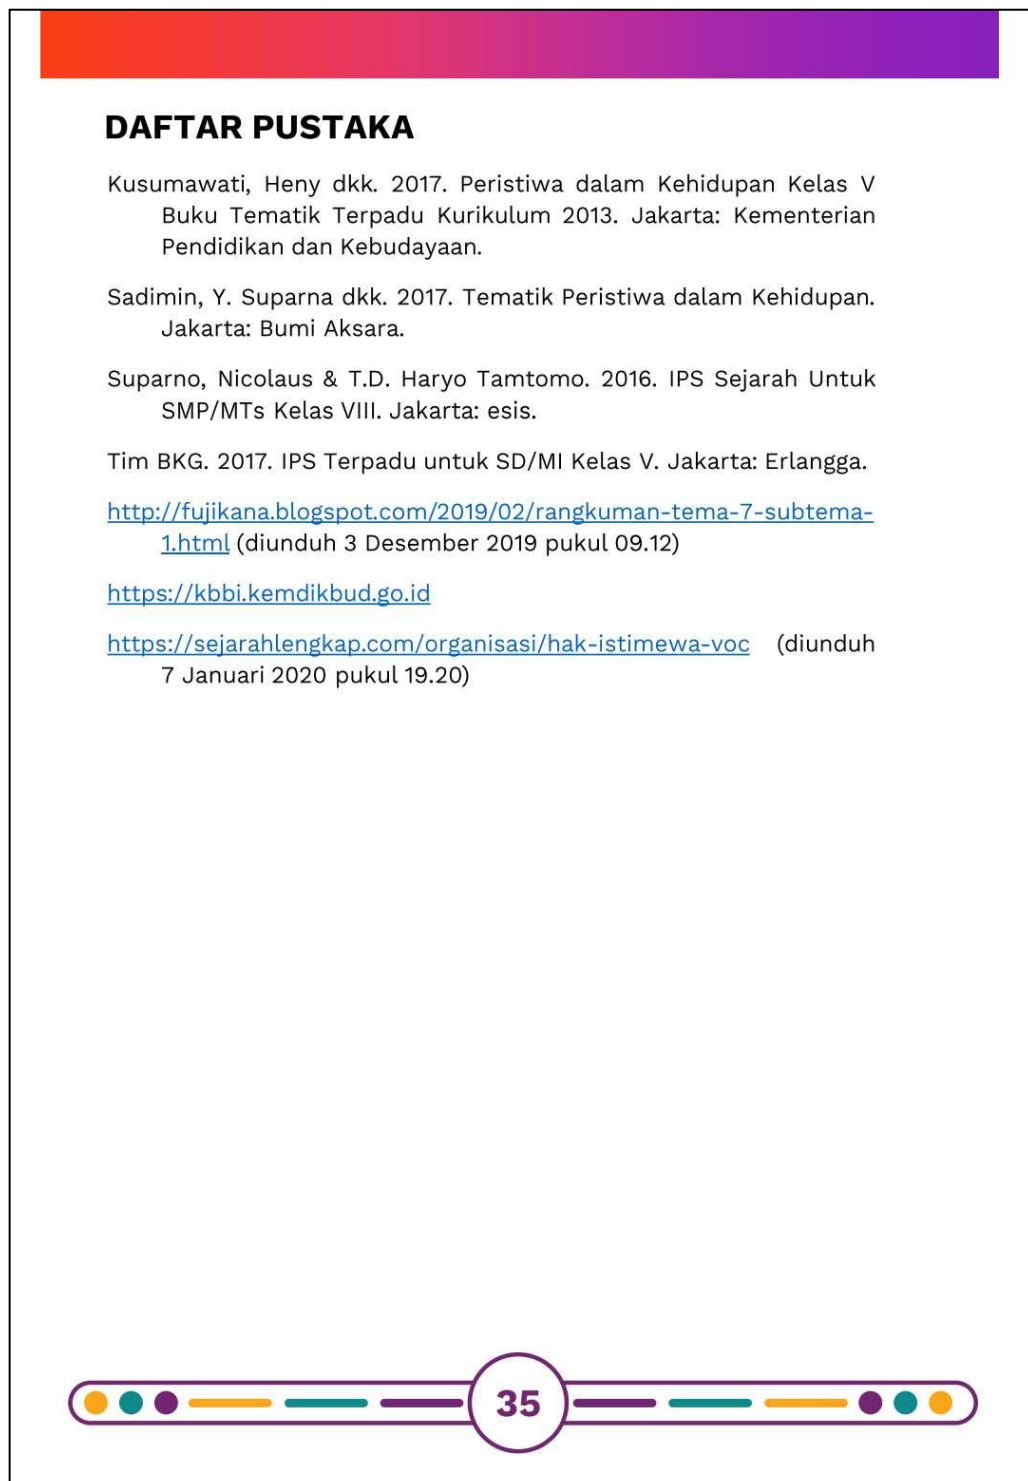 DAFTAR PUSTAKA
Kusumawati, Heny dkk. 2017. Peristiwa dalam Kehidupan Kelas V
Buku Tematik Terpadu Kurikulum 2013. Jakarta: Kementerian
Pendidikan dan Kebudayaan.
Sadimin, Y. Suparna dkk. 2017. Tematik Peristiwa dalam Kehidupan.
Jakarta: Bumi Aksara.
Suparno, Nicolaus & T.D. Haryo Tamtomo. 2016. IPS Sejarah Untuk
SMP/MTs Kelas VIII. Jakarta: esis.
Tim BKG. 2017. IPS Terpadu untuk SD/MI Kelas V. Jakarta: Erlangga.
http://fujikana.blogspot.com/2019/02/rangkuman-tema-7-subtema-
1.html (diunduh 3 Desember 2019 pukul 09.12)
https://kbbi.kemdikbud.go.id
https://sejarahlengkap.com/organisasi/hak-istimewa-voc (diunduh
7 Januari 2020 pukul 19.20)
35